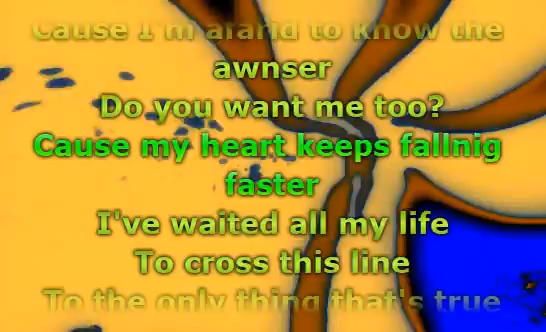 Cause I'm afarid to know the
awnser
Do you want me too?
Cause my heart keeps fallnig
faster
I've waited all my life
To cross this line
To the only thing that's true